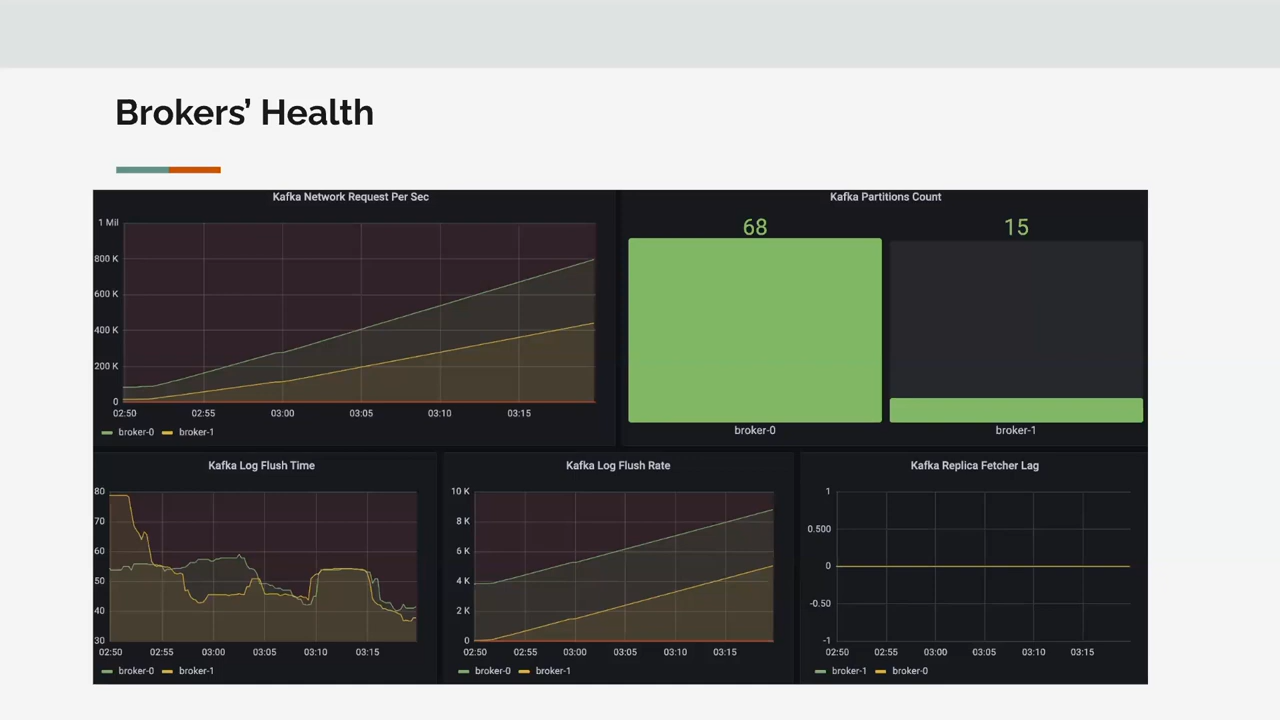 Brokers’ Health
Kafka Network Request Per Sec
1 Mil
800 K
600 K
400 K
200 K
0
02:50 02:55 03:00 03:05 03:10 03:15
broker-0 broker-1
Kafka Partitions Count
68 15
broker-0 broker-1
Kafka Log Flush Time
80
70
60
50
40
30
02:50 02:55 03:00 03:05 03:10 03:15
broker-0 broker-1
Kafka Log Flush Rate
10 K
8 K
6 K
4 K
2 K
0
02:50 02:55 03:00 03:05 03:10 03:15
broker-0 broker-1
Kafka Replica Fetcher Lag
1
0.500
0
-0.50
-1
02:50 02:55 03:00 03:05 03:10 03:15
broker-1 broker-0